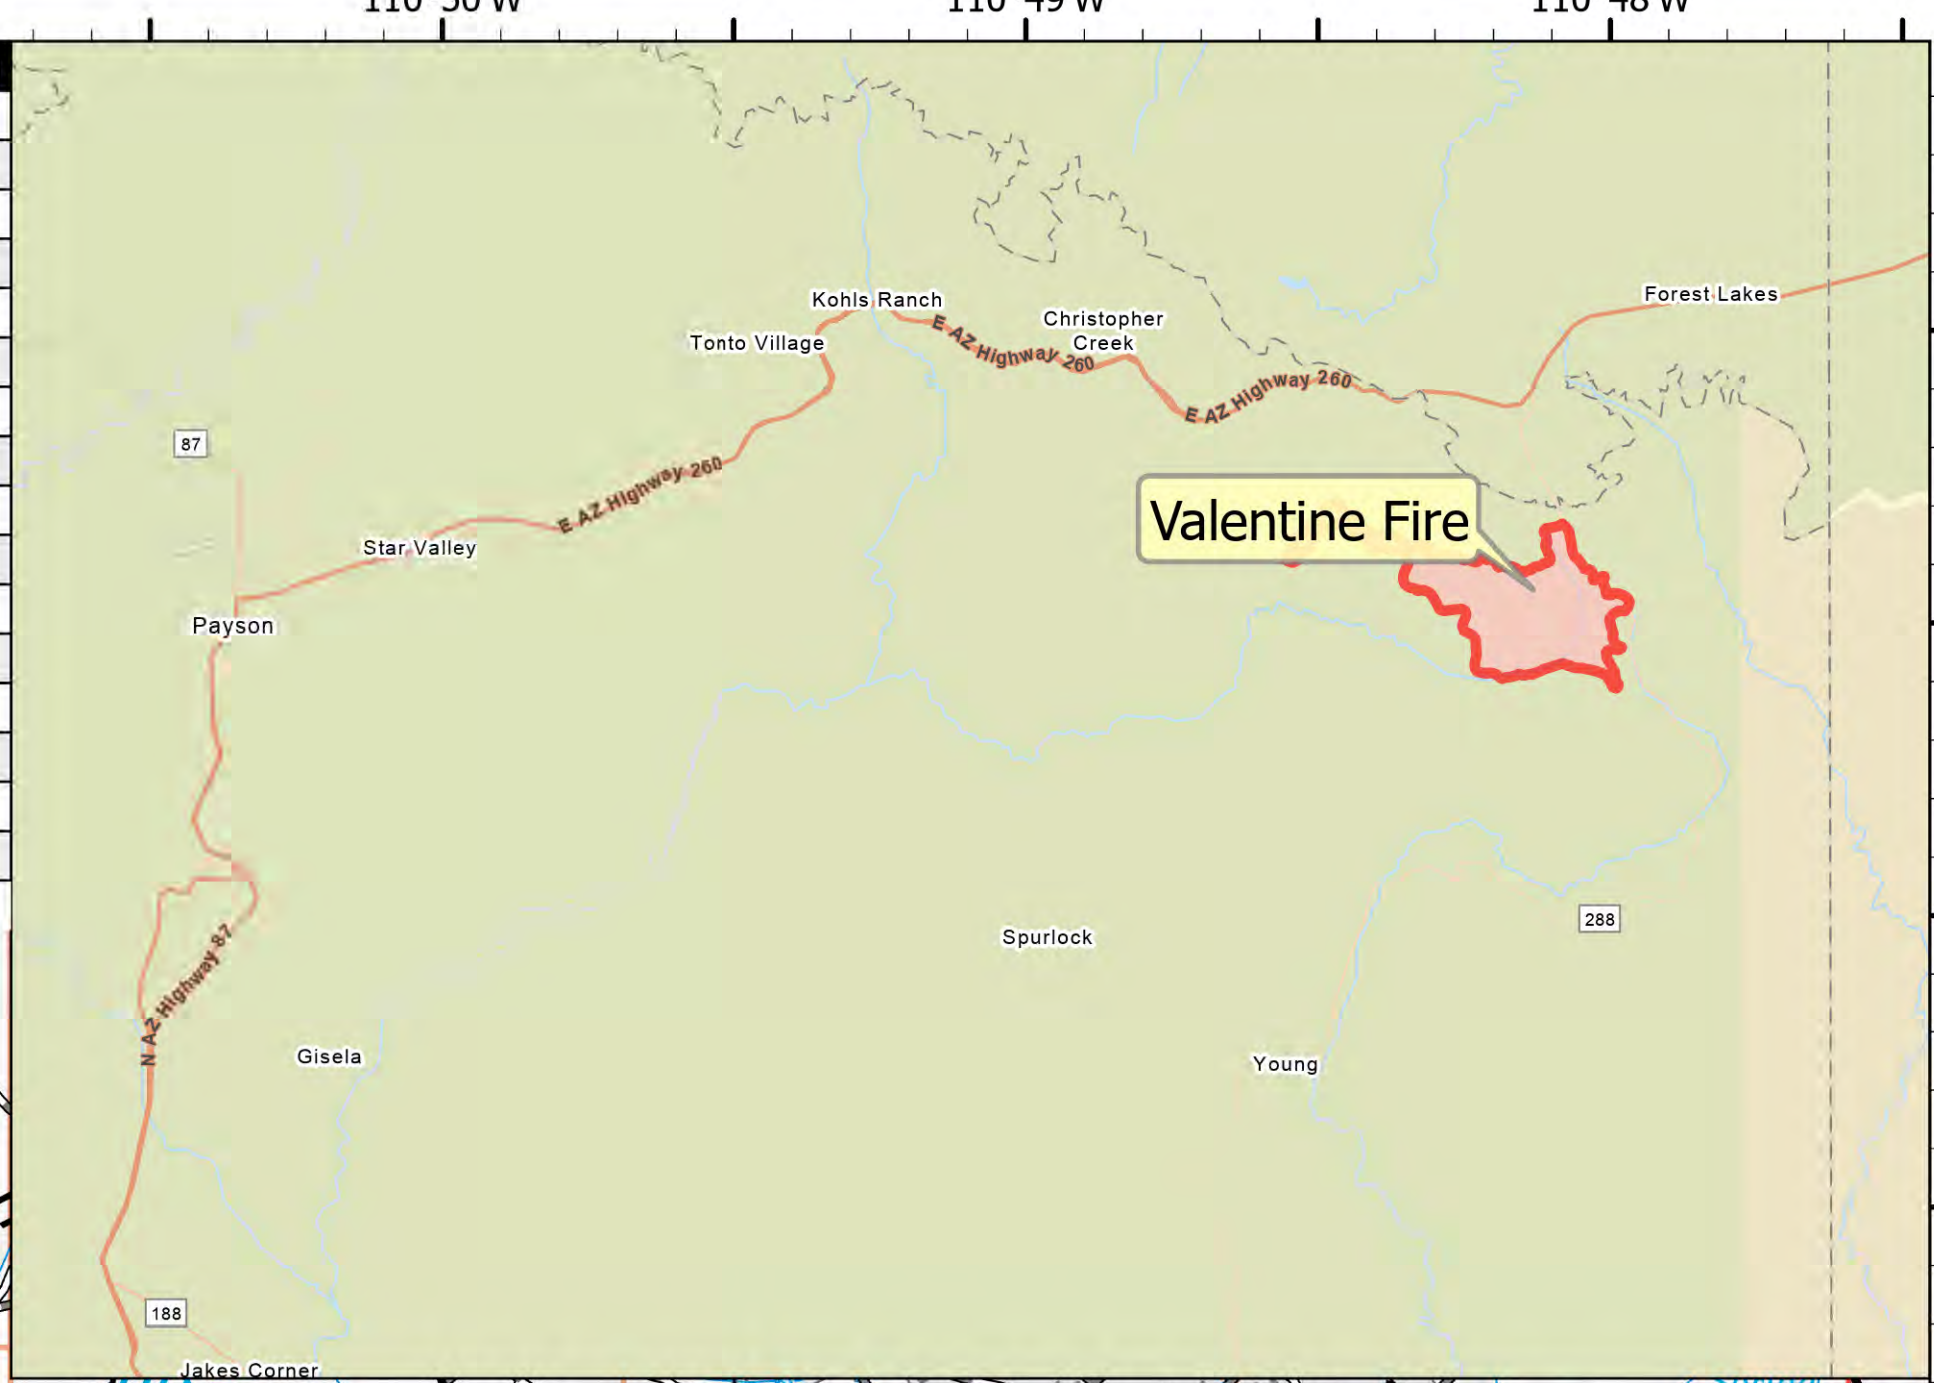 110°50'W
110°49'W
110°48'W
Kohls Ranch
Forest Lakes
Christopher
Creek
Tonto Village
E AZ Highway 260
E AZ Highway 260
87
E AZ Highway 260
Valentine Fire
Star Valley
Payson
288
Spurlock
N AZ Highway 87
Gisela
Young
188
Jakes Corner